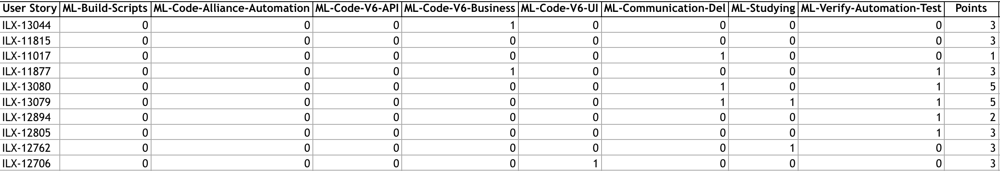 User Story ML-Build-Scripts ML-Code-Alliance-Automation ML-Code-V6-API ML-Code-V6-Business ML-Code-V6-UI ML-Communication-Del ML-Studying ML-Verify-Automation-Test Points
ILX-13044 0 0 0 1 0 0 0 0 3
ILX-11815 0 0 0 0 0 0 0 0 3
ILX-11017 0 0 0 0 0 1 0 0 1
ILX-11877 0 0 0 1 0 0 0 1 3
ILX-13080 0 0 0 0 0 1 0 1 5
ILX-13079 0 0 0 0 0 1 1 1 5
ILX-12894 0 0 0 0 0 0 0 1 2
ILX-12805 0 0 0 0 0 0 0 1 3
ILX-12762 0 0 0 0 0 0 1 0 3
ILX-12706 0 0 0 0 1 0 0 0 3